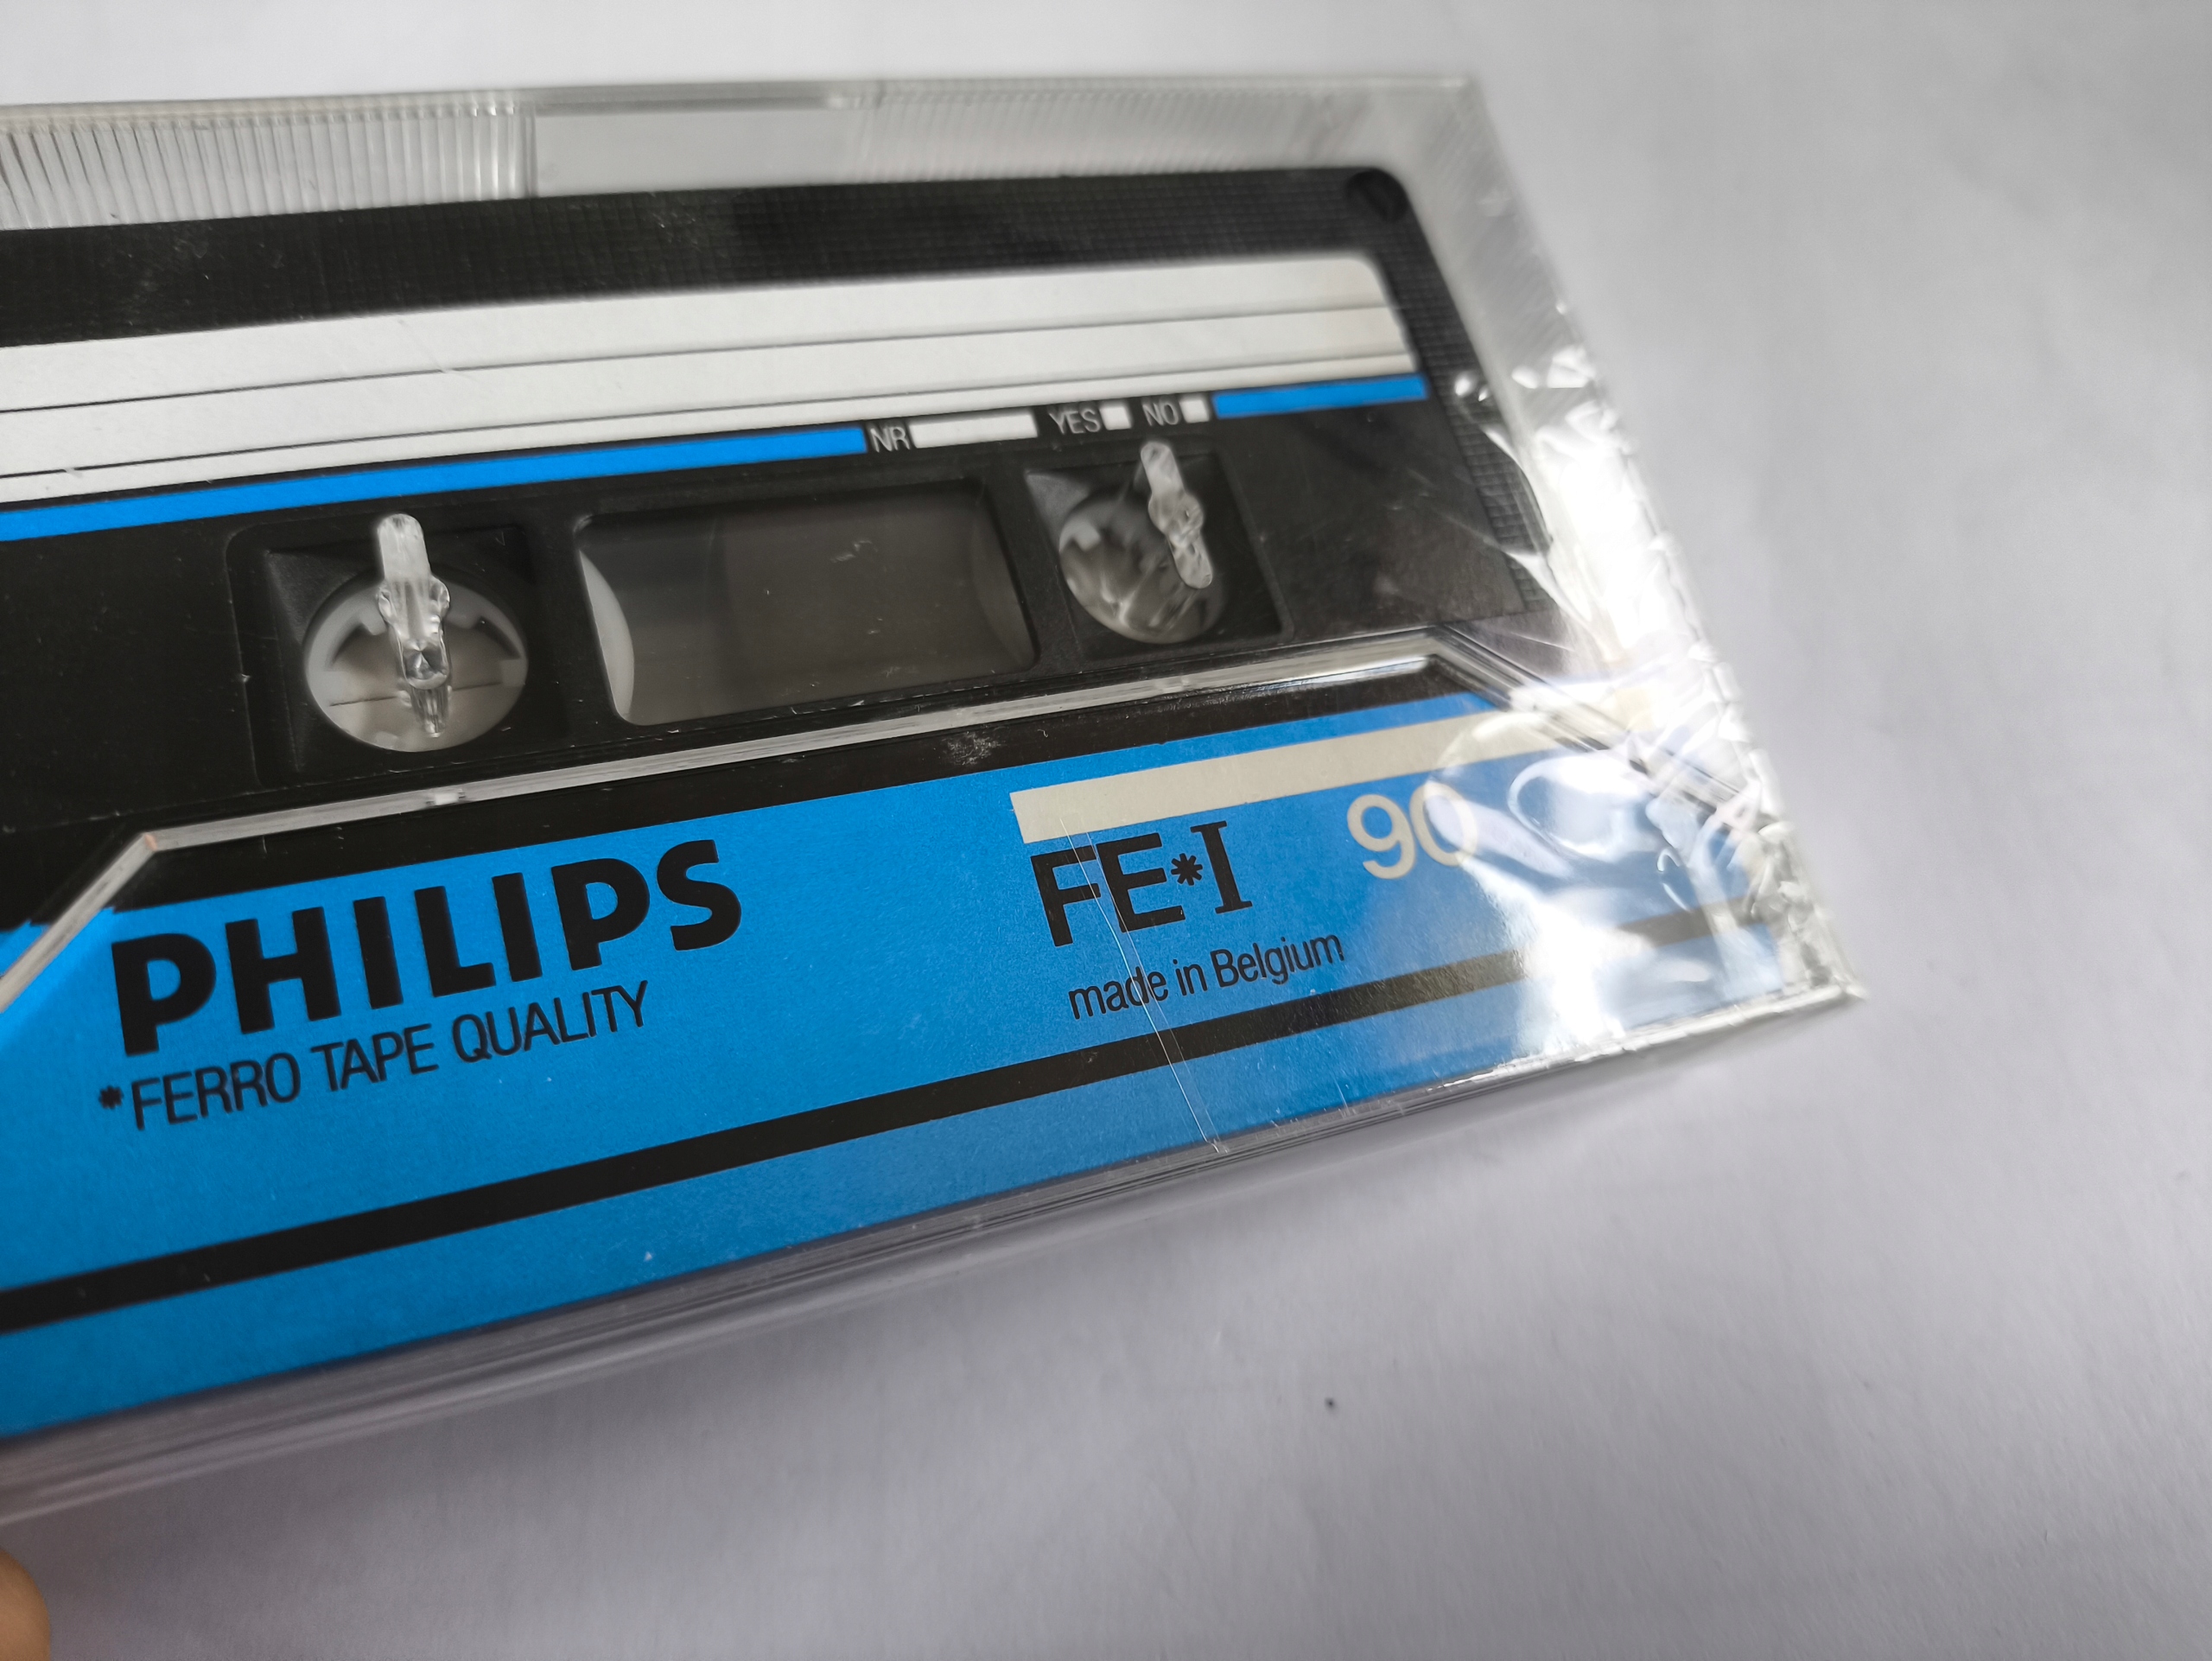 NR YES NO
PHILIPS
*FERRO TAPE QUALITY
FE*I 90
made in Belgium